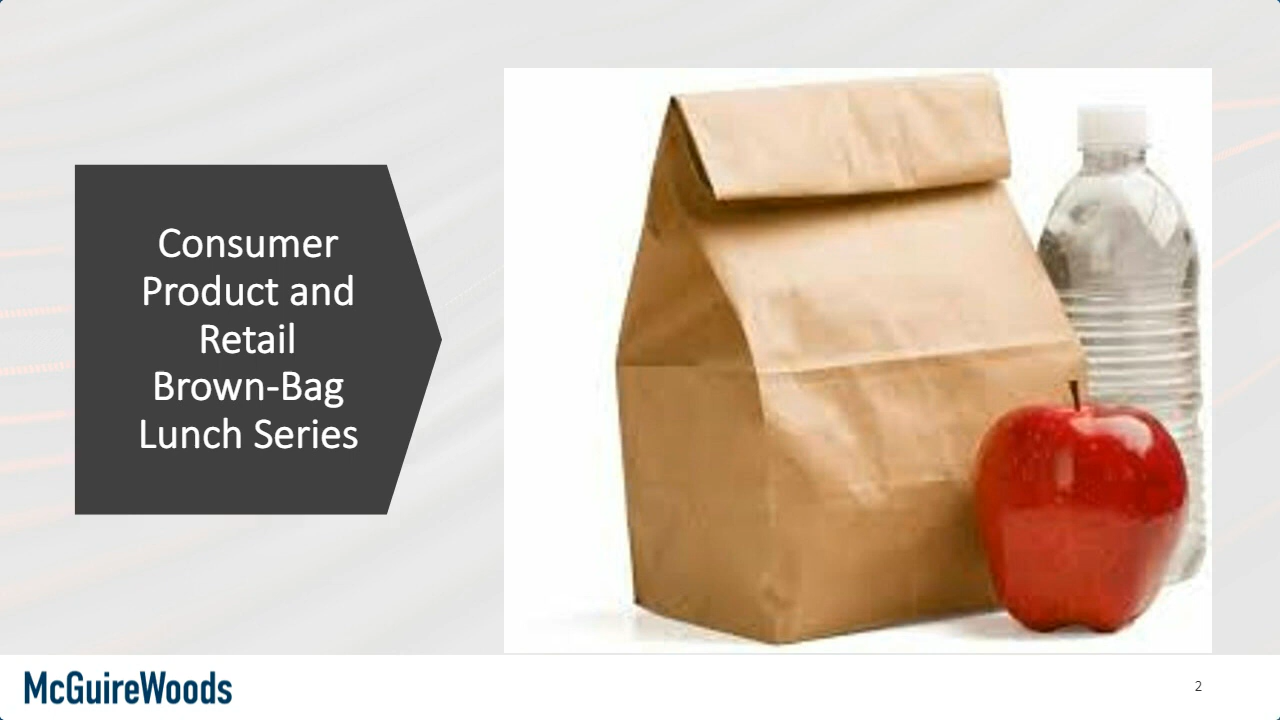 Consumer
Product and
Retail
Brown-Bag
Lunch Series
McGuireWoods
2